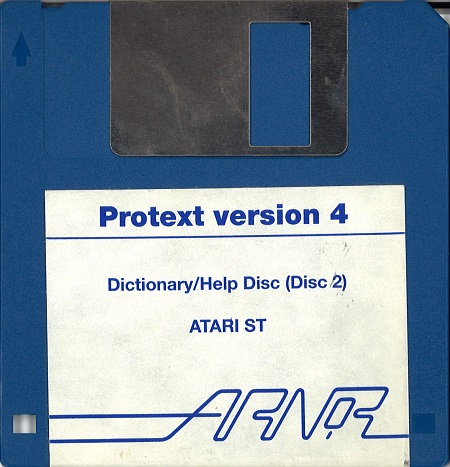 Protext version 4
Dictionary/Help Disc (Disc 2)
ATARI ST
ARNOR